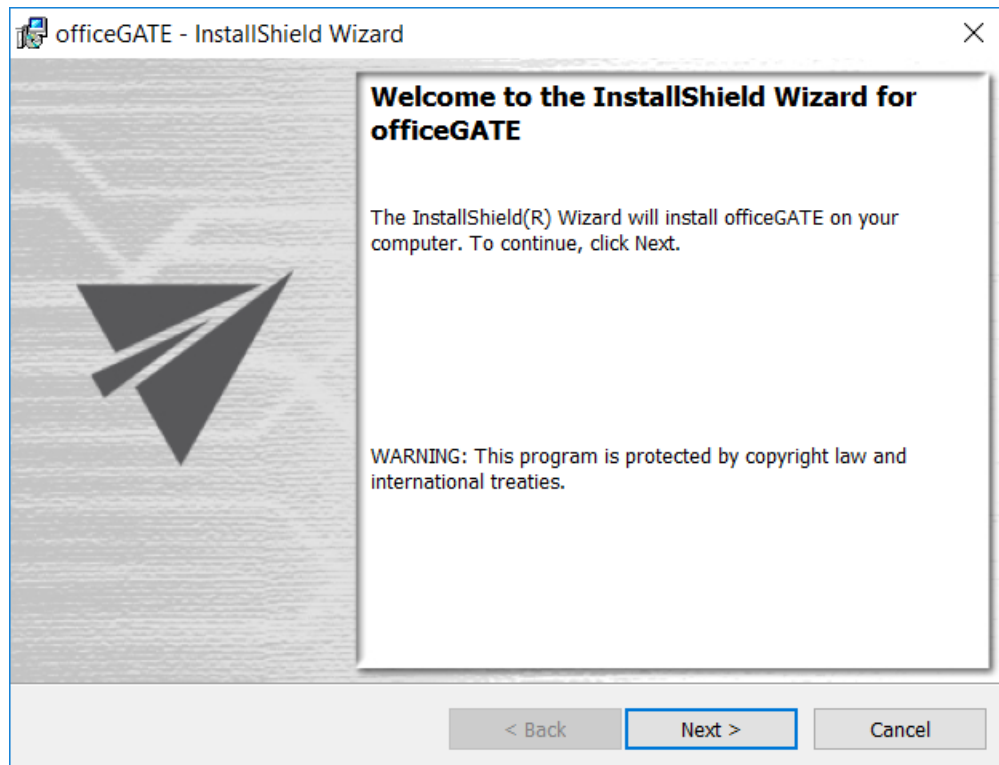 officeGATE - InstallShield Wizard
Welcome to the InstallShield Wizard for
officeGATE
The InstallShield(R) Wizard will install officeGATE on your
computer. To continue, click Next.
WARNING: This program is protected by copyright law and
international treaties.
< Back
Next >
Cancel